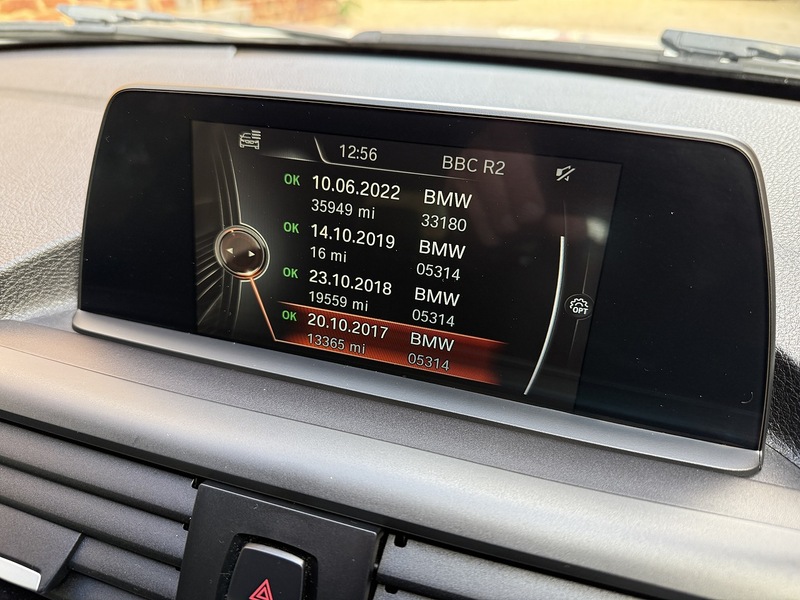 12:56 BBC R2
OK 10.06.2022 BMW
35949 mi 33180
OK 14.10.2019 BMW
16 mi 05314
OK 23.10.2018 BMW
19559 mi 05314
OK 20.10.2017 BMW
13365 mi 05314
OPT